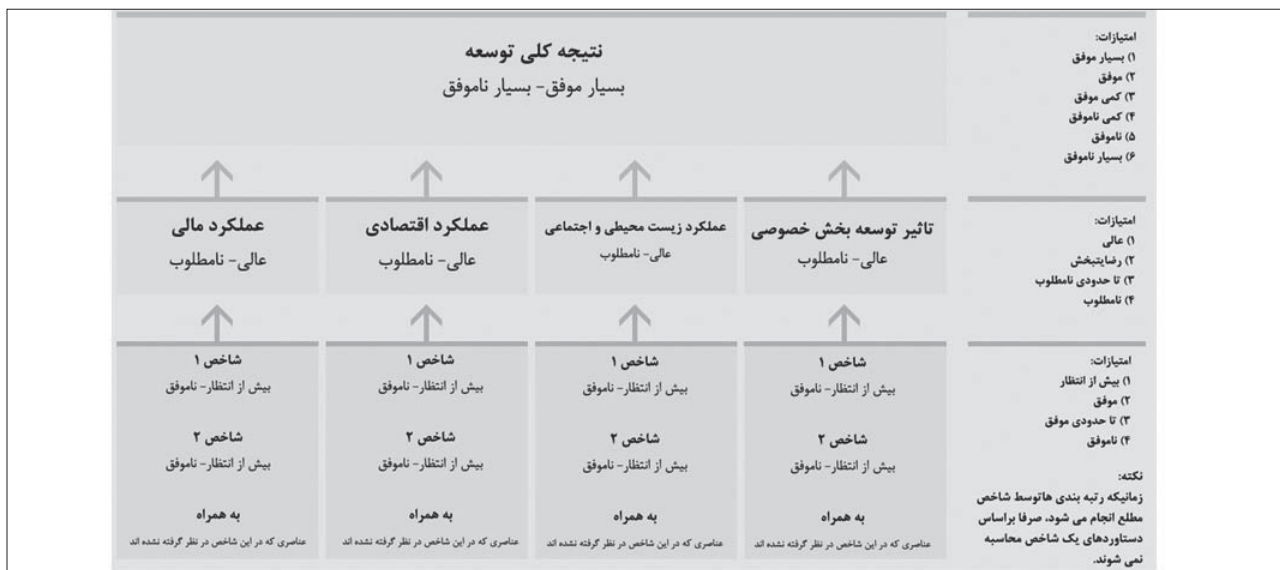 امتیازات:
۱) بسیار موفق
۲) موفق
۳) کمی موفق
۴) کمی ناموفق
۵) ناموفق
۶) بسیار ناموفق
نتیجه کلی توسعه
بسیار موفق- بسیار ناموفق
امتیازات:
۱) عالی
۲) رضایتبخش
۳) تا حدودی نامطلوب
۴) نامطلوب
تاثیر توسعه بخش خصوصی
عالی- نامطلوب
عملکرد زیست محیطی و اجتماعی
عالی- نامطلوب
عملکرد اقتصادی
عالی- نامطلوب
عملکرد مالی
عالی- نامطلوب
امتیازات:
۱) بیش از انتظار
۲) موفق
۳) تا حدودی موفق
۴) ناموفق
نکته:
زمانیکه رتبه بندی هاتوسط شاخص
مطلع انجام می شود، صرفا براساس
دستاوردهای یک شاخص محاسبه
نمی شوند.
شاخص ۱
بیش از انتظار- ناموفق
شاخص ۲
بیش از انتظار- ناموفق
به همراه
عناصری که در این شاخص در نظر گرفته نشده اند
شاخص ۱
بیش از انتظار- ناموفق
شاخص ۲
بیش از انتظار- ناموفق
به همراه
عناصری که در این شاخص در نظر گرفته نشده اند
شاخص ۱
بیش از انتظار- ناموفق
شاخص ۲
بیش از انتظار- ناموفق
به همراه
عناصری که در این شاخص در نظر گرفته نشده اند
شاخص ۱
بیش از انتظار- ناموفق
شاخص ۲
بیش از انتظار- ناموفق
به همراه
عناصری که در این شاخص در نظر گرفته نشده اند